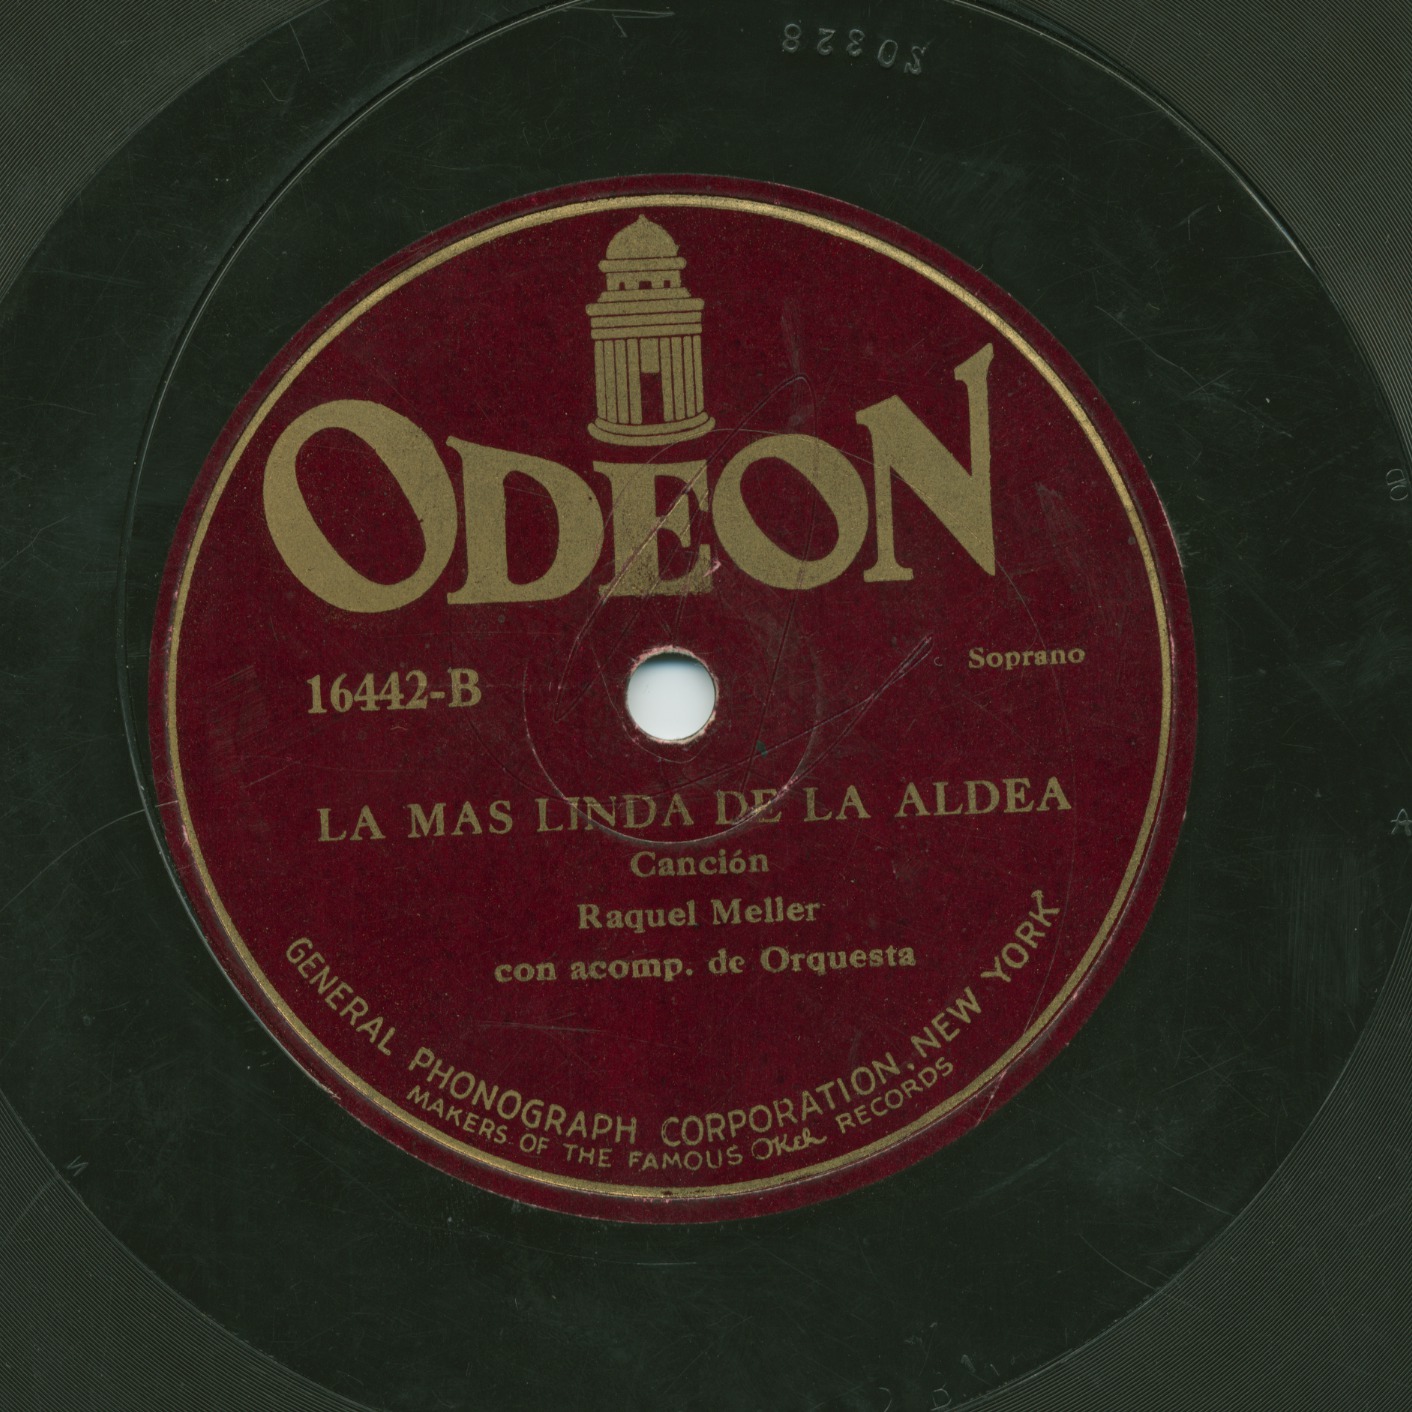 20328
ODEON
Soprano
16442-B
LA MAS LINDA DE LA ALDEA
Canción
Raquel Meller
con acomp. de Orquesta
GENERAL PHONOGRAPH CORPORATION, NEW YORK
MAKERS OF THE FAMOUS OKeh RECORDS